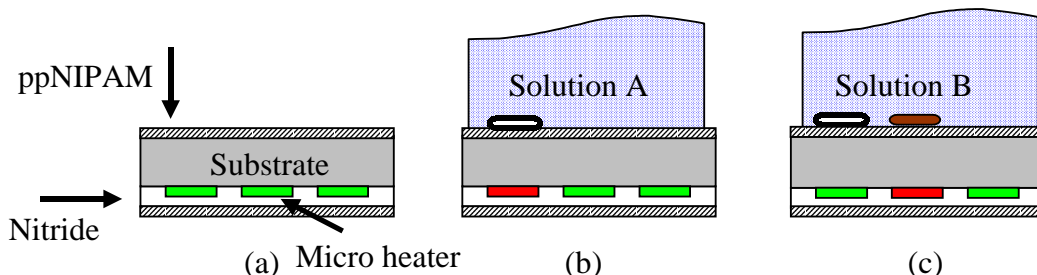 ppNIPAM
Solution A
Solution B
Substrate
Nitride
Micro heater
(a)
(b)
(c)